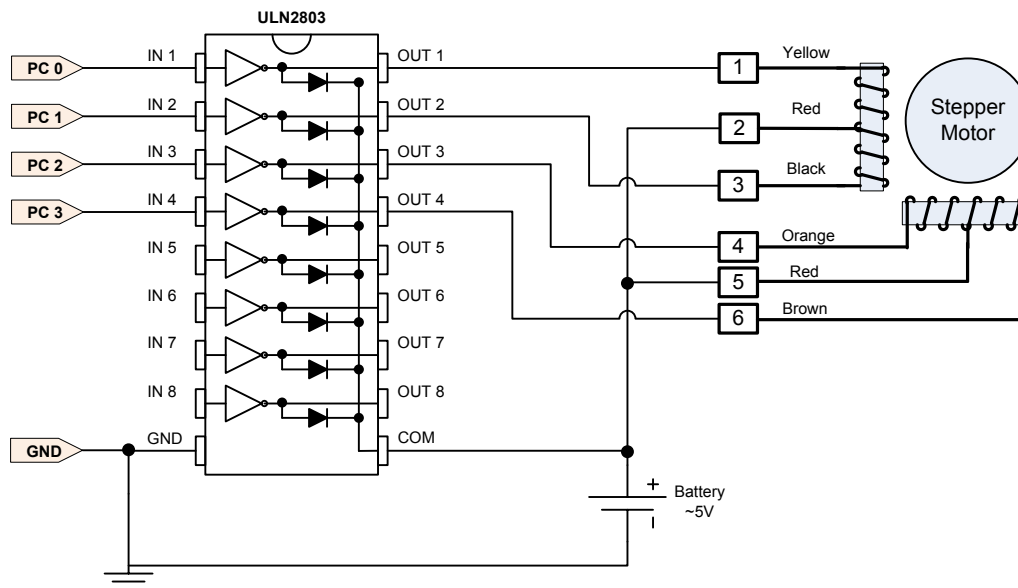 ULN2803
PC 0
IN 1
OUT 1
1
Yellow
PC 1
IN 2
OUT 2
2
Red
PC 2
IN 3
OUT 3
3
Black
Stepper
Motor
PC 3
IN 4
OUT 4
4
Orange
IN 5
OUT 5
5
Red
IN 6
OUT 6
6
Brown
IN 7
OUT 7
IN 8
OUT 8
GND
GND
COM
+
Battery
~5V